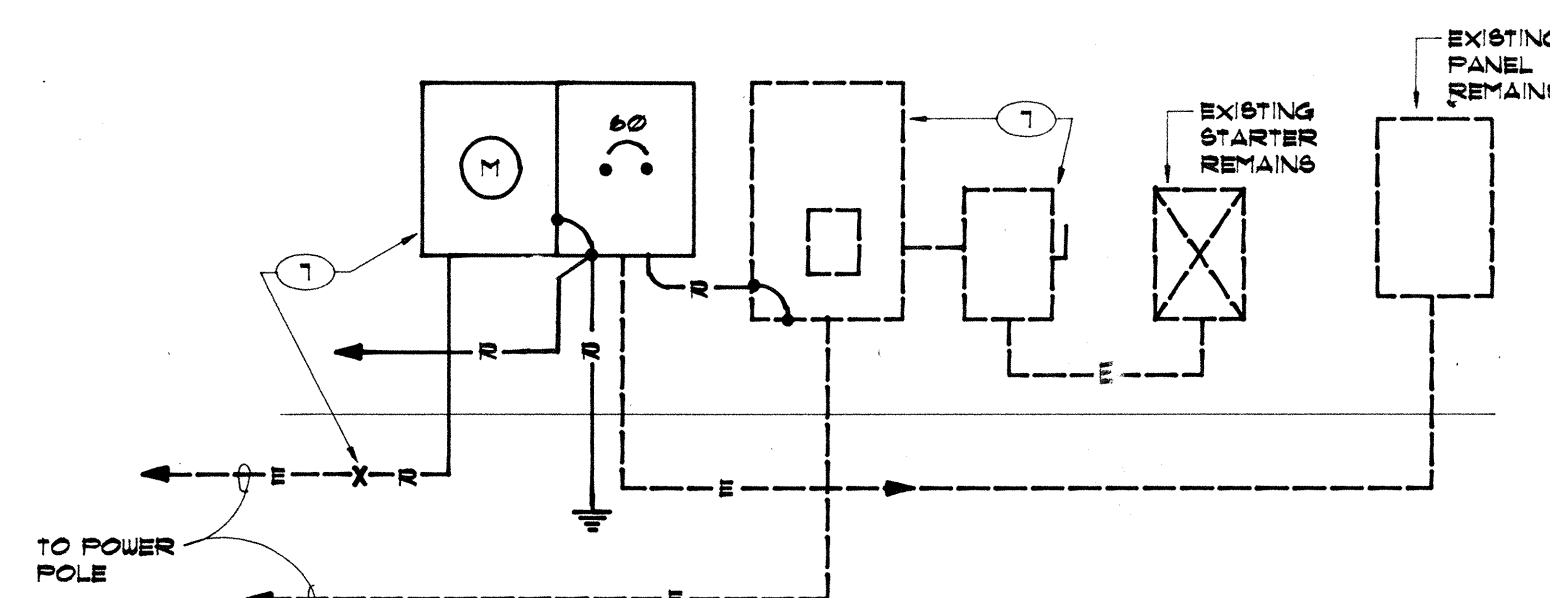 EXISTING
PANEL
REMAINS
EXISTING
STARTER
REMAINS
7
60
M
7
R
R
R
E
E
R
E
TO POWER
POLE
E